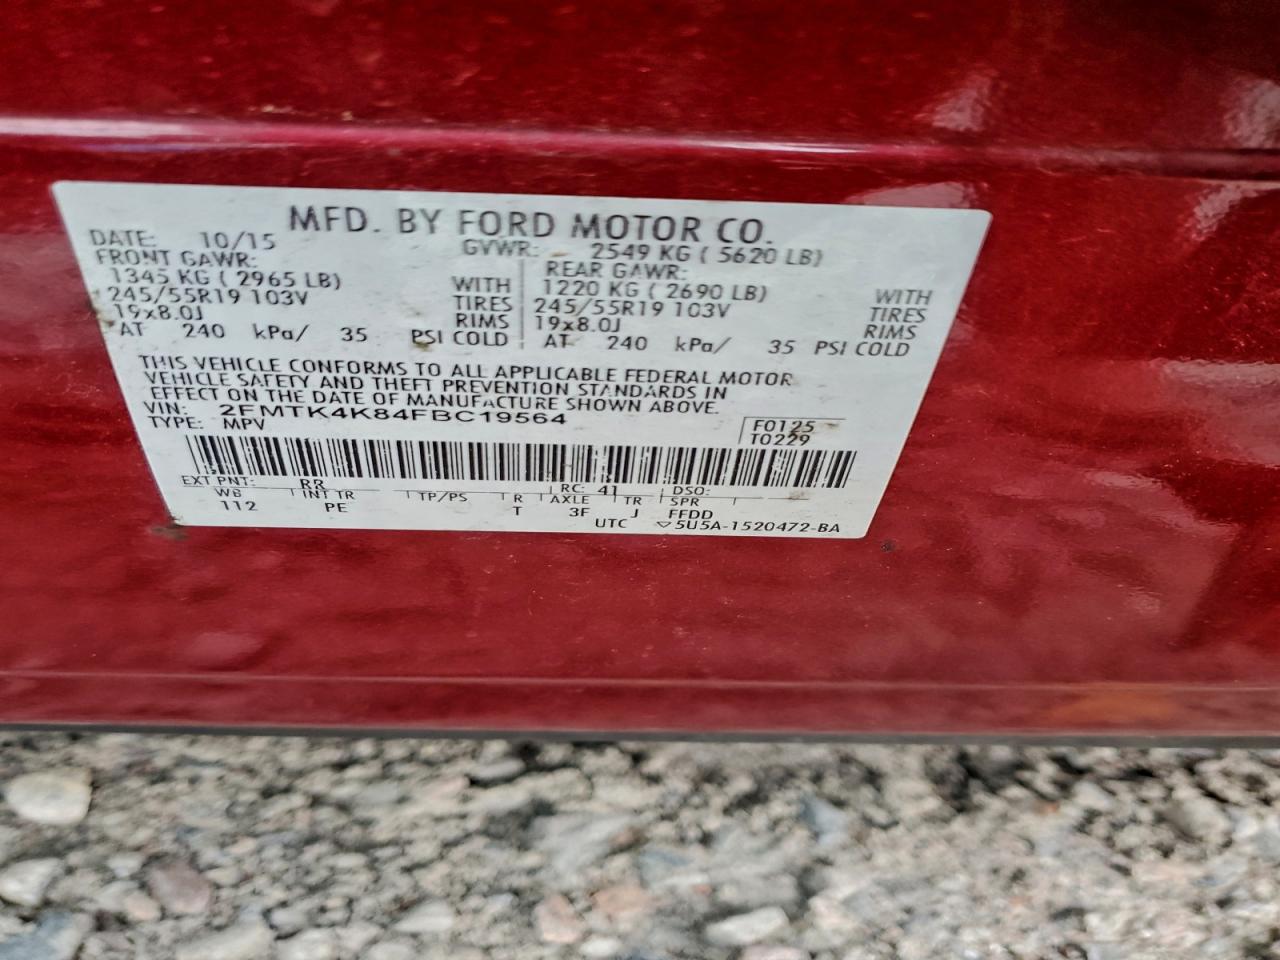 MFD. BY FORD MOTOR CO.
DATE: 10/15 GVWR: 2549 KG ( 5620 LB)
FRONT GAWR: REAR GAWR:
1345 KG ( 2965 LB) WITH 1220 KG ( 2690 LB) WITH
245/55R19 103V TIRES 245/55R19 103V TIRES
19x8.0J RIMS 19x8.0J RIMS
AT 240 kPa/ 35 PSI COLD AT 240 kPa/ 35 PSI COLD
THIS VEHICLE CONFORMS TO ALL APPLICABLE FEDERAL MOTOR
VEHICLE SAFETY AND THEFT PREVENTION STANDARDS IN
EFFECT ON THE DATE OF MANUFACTURE SHOWN ABOVE.
VIN: 2FMTK4K84FBC19564 F0125
TYPE: MPV T0229
EXT PNT: RR RC: 41 DSO:
WB INT TR TP/PS R AXLE TR SPR
112 PE T 3F J FFDD
UTC ▽5U5A-1520472-BA